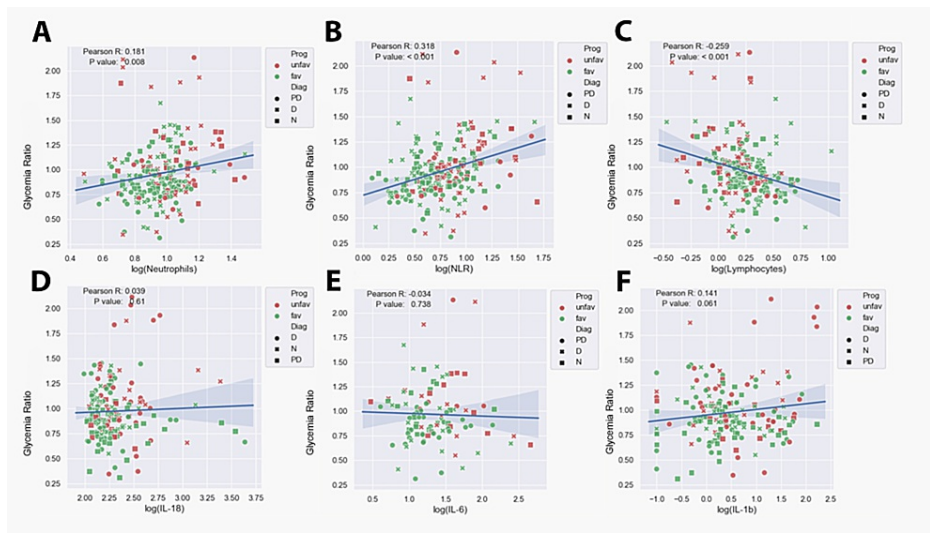 A
Pearson R: 0.181
P value: 0.008
Prog
unfav
fav
Diag
PD
D
N
Glycemia Ratio
2.00
1.75
1.50
1.25
1.00
0.75
0.50
0.25
0.4 0.6 0.8 1.0 1.2 1.4
log(Neutrophils)
B
Pearson R: 0.318
P value: < 0.001
Prog
unfav
fav
Diag
PD
D
N
Glycemia Ratio
2.00
1.75
1.50
1.25
1.00
0.75
0.50
0.25
0.00 0.25 0.50 0.75 1.00 1.25 1.50 1.75
log(NLR)
C
Pearson R: -0.259
P value: < 0.001
Prog
unfav
fav
Diag
PD
D
N
Glycemia Ratio
2.00
1.75
1.50
1.25
1.00
0.75
0.50
0.25
-0.50 -0.25 0.00 0.25 0.50 0.75 1.00
log(Lymphocytes)
D
Pearson R: 0.039
P value: 0.61
Prog
unfav
fav
Diag
D
N
PD
Glycemia Ratio
2.00
1.75
1.50
1.25
1.00
0.75
0.50
0.25
2.00 2.25 2.50 2.75 3.00 3.25 3.50 3.75
log(IL-18)
E
Pearson R: -0.034
P value: 0.738
Prog
unfav
fav
Diag
PD
D
N
Glycemia Ratio
2.00
1.75
1.50
1.25
1.00
0.75
0.50
0.25
0.5 1.0 1.5 2.0 2.5
log(IL-6)
F
Pearson R: 0.141
P value: 0.061
Prog
unfav
fav
Diag
D
N
PD
Glycemia Ratio
2.00
1.75
1.50
1.25
1.00
0.75
0.50
0.25
-1.0 -0.5 0.0 0.5 1.0 1.5 2.0 2.5
log(IL-1b)